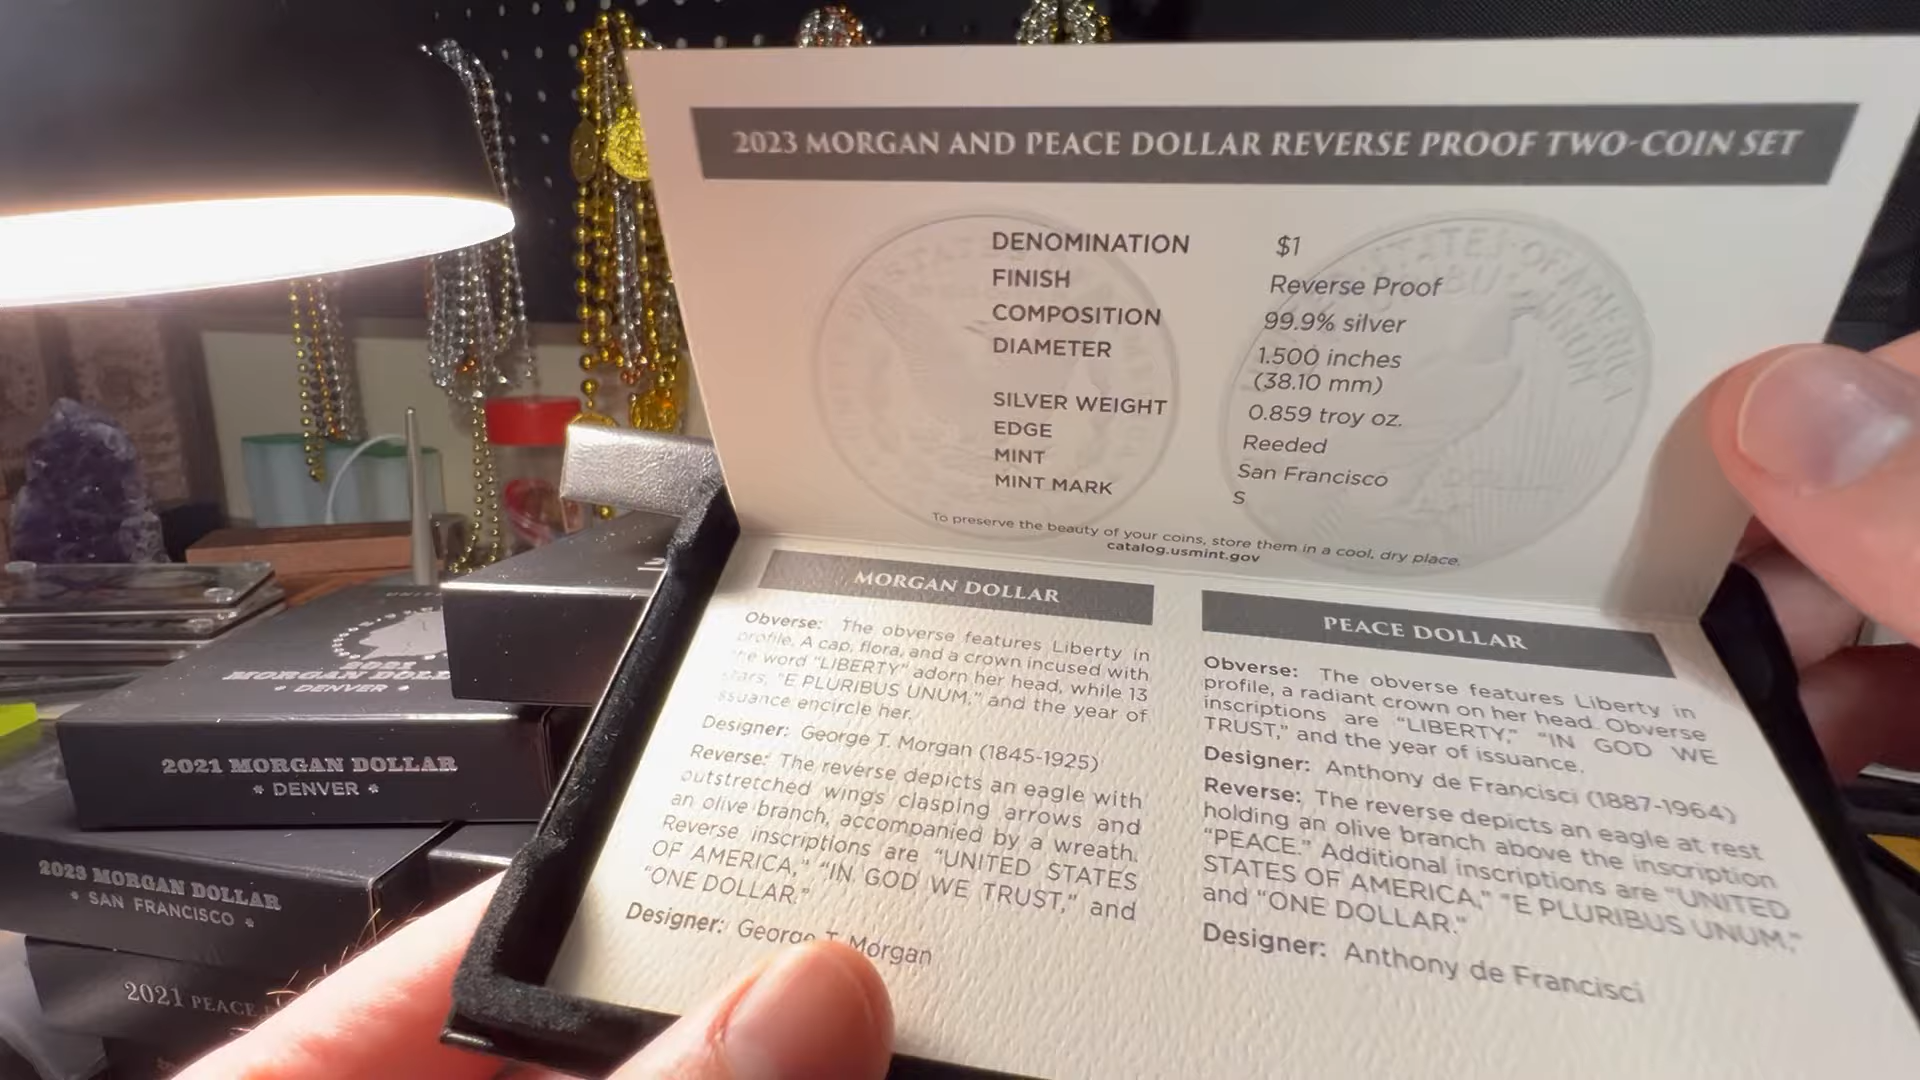 2023 MORGAN AND PEACE DOLLAR REVERSE PROOF TWO-COIN SET
DENOMINATION $1
FINISH Reverse Proof
COMPOSITION 99.9% silver
DIAMETER 1.500 inches
(38.10 mm)
SILVER WEIGHT 0.859 troy oz.
EDGE Reeded
MINT San Francisco
MINT MARK S
To preserve the beauty of your coins, store them in a cool, dry place.
catalog.usmint.gov
MORGAN DOLLAR
Obverse: The obverse features Liberty in
profile. A cap, flora, and a crown incused with
the word "LIBERTY" adorn her head, while 13
stars, "E PLURIBUS UNUM," and the year of
issuance encircle her.
Designer: George T. Morgan (1845-1925)
Reverse: The reverse depicts an eagle with
outstretched wings clasping arrows and
an olive branch, accompanied by a wreath.
Reverse inscriptions are "UNITED STATES
OF AMERICA," "IN GOD WE TRUST," and
"ONE DOLLAR."
Designer: George T. Morgan
PEACE DOLLAR
Obverse: The obverse features Liberty in
profile, a radiant crown on her head. Obverse
inscriptions are "LIBERTY," "IN GOD WE
TRUST," and the year of issuance.
Designer: Anthony de Francisci (1887-1964)
Reverse: The reverse depicts an eagle at rest
holding an olive branch above the inscription
"PEACE." Additional inscriptions are "UNITED
STATES OF AMERICA," "E PLURIBUS UNUM,"
and "ONE DOLLAR."
Designer: Anthony de Francisci
2021
MORGAN DOLL
* DENVER *
2021 MORGAN DOLLAR
* DENVER *
2023 MORGAN DOLLAR
* SAN FRANCISCO *
2021 PEACE